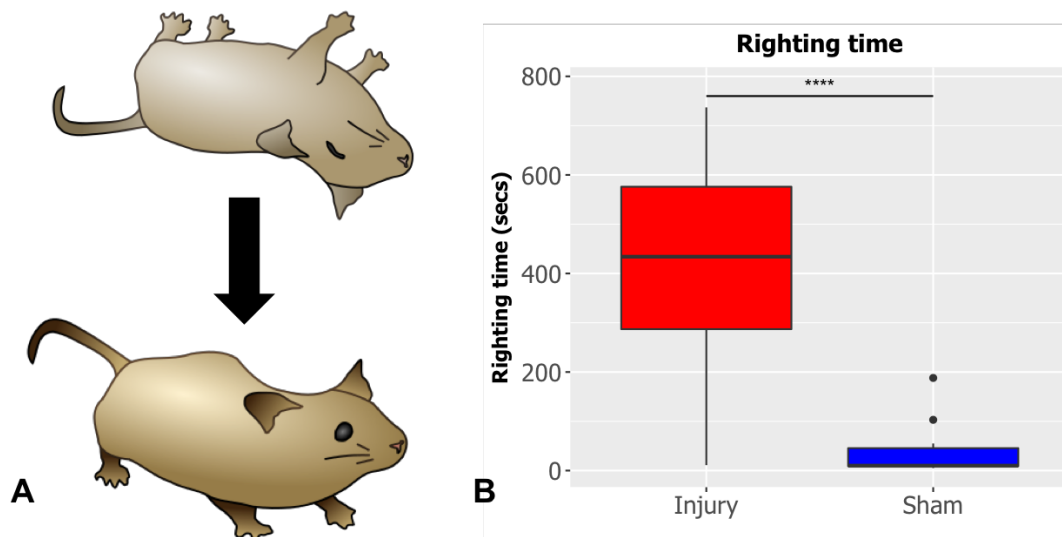 A
B
Righting time
****
Righting time (secs)
800
600
400
200
0
Injury
Sham